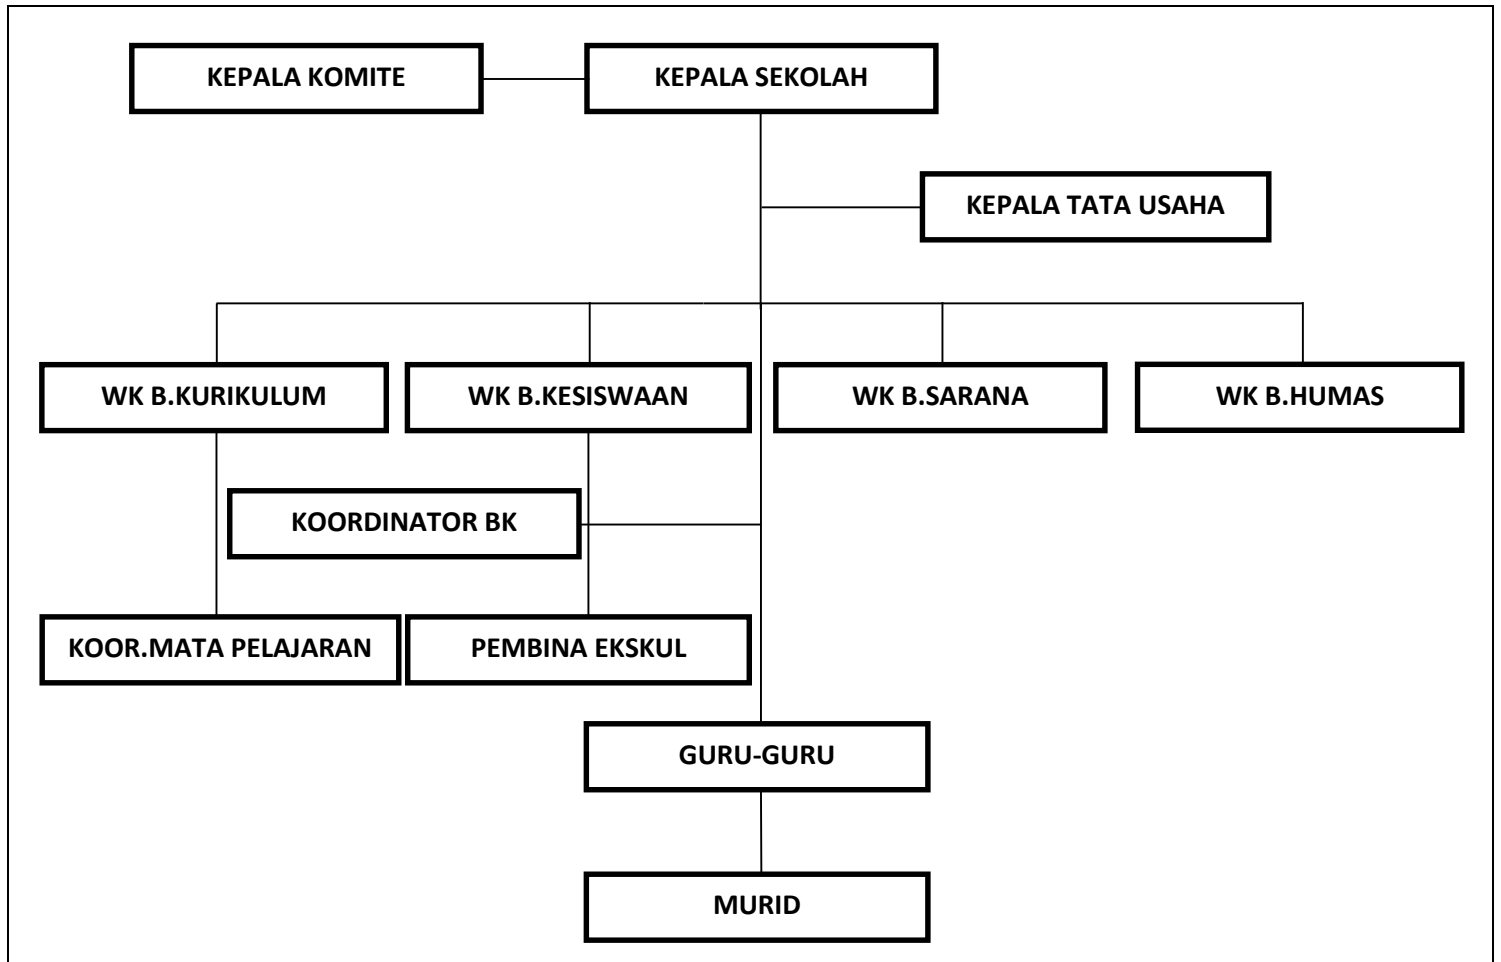 KEPALA KOMITE
KEPALA SEKOLAH
KEPALA TATA USAHA
WK B.KURIKULUM
WK B.KESISWAAN
WK B.SARANA
WK B.HUMAS
KOORDINATOR BK
KOOR.MATA PELAJARAN
PEMBINA EKSKUL
GURU-GURU
MURID